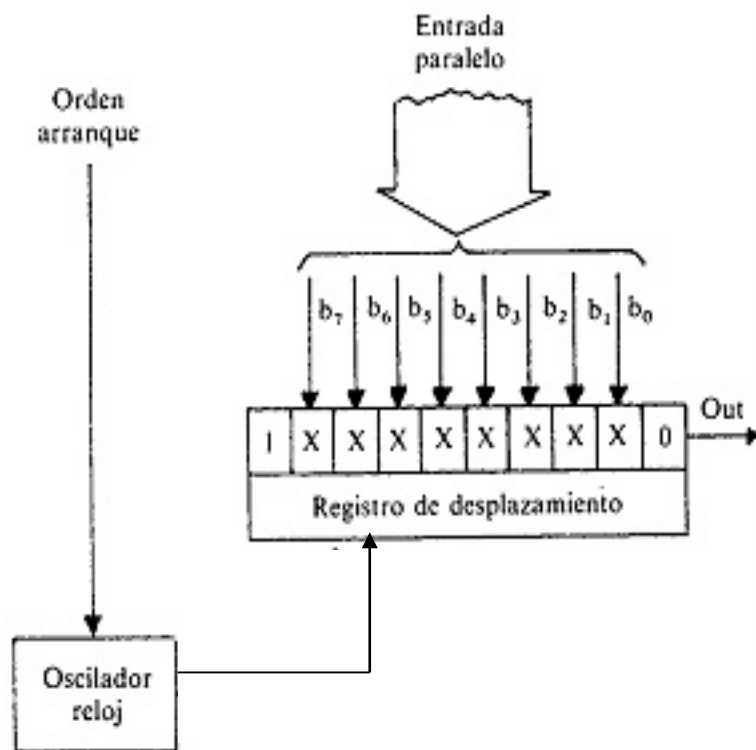 Entrada
paralelo
Orden
arranque
b₇ b₆ b₅ b₄ b₃ b₂ b₁ b₀
Out
1 X X X X X X X X 0
Registro de desplazamiento
Oscilador
reloj